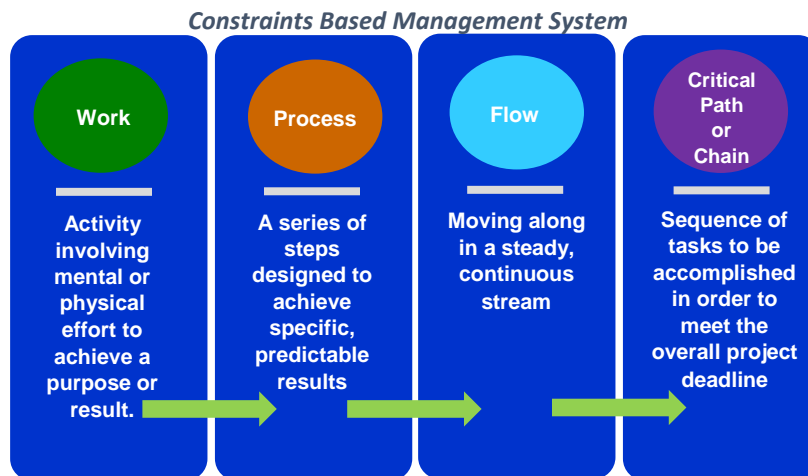 Constraints Based Management System
Work
Activity
involving
mental or
physical
effort to
achieve a
purpose or
result.
Process
A series of
steps
designed to
achieve
specific,
predictable
results
Flow
Moving along
in a steady,
continuous
stream
Critical
Path
or
Chain
Sequence of
tasks to be
accomplished
in order to
meet the
overall project
deadline